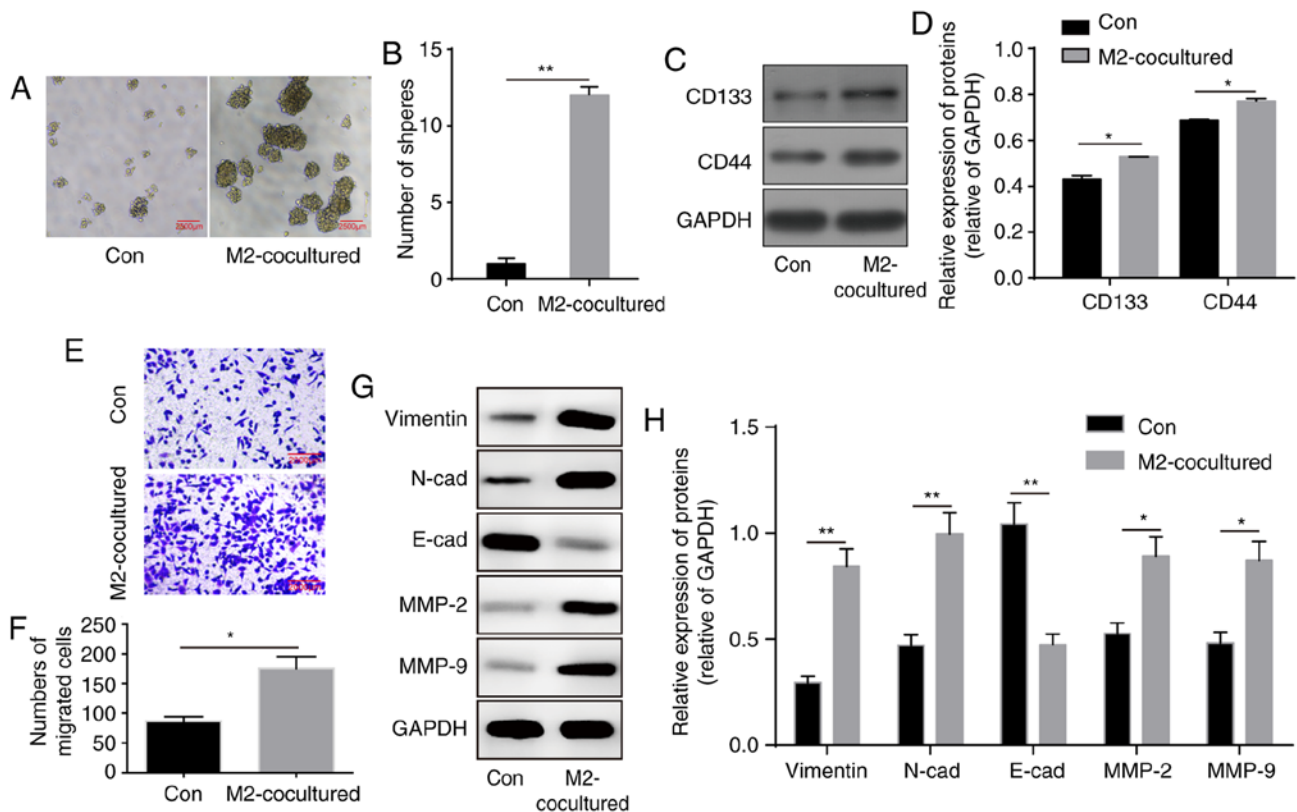 A
2500µm
2500µm
Con
M2-cocultured
B
Number of shperes
15
10
5
0
**
Con
M2-cocultured
C
CD133
CD44
GAPDH
Con
M2-
cocultured
D
Con
M2-cocultured
Relative expression of proteins
(relative of GAPDH)
1.0
0.8
0.6
0.4
0.2
0.0
*
*
CD133
CD44
E
Con
M2-cocultured
F
Numbers of
migrated cells
250
200
150
100
50
0
*
Con
M2-cocultured
G
Vimentin
N-cad
E-cad
MMP-2
MMP-9
GAPDH
Con
M2-
cocultured
H
Con
M2-cocultured
Relative expression of proteins
(relative of GAPDH)
1.5
1.0
0.5
0.0
**
**
**
*
*
Vimentin
N-cad
E-cad
MMP-2
MMP-9